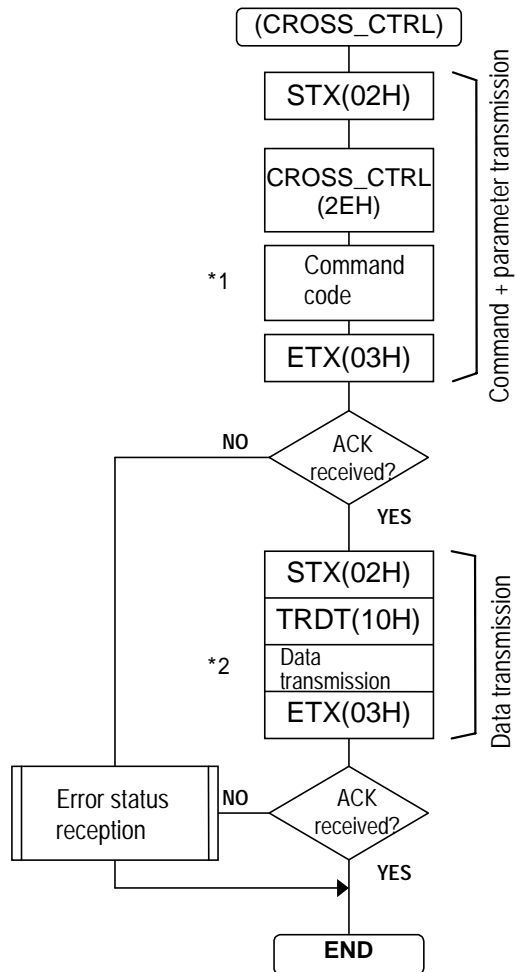 (CROSS_CTRL)
STX(02H)
CROSS_CTRL
(2EH)
*1
Command
code
ETX(03H)
Command + parameter transmission
NO
ACK
received?
YES
STX(02H)
TRDT(10H)
*2
Data
transmission
ETX(03H)
Data transmission
Error status
reception
NO
ACK
received?
YES
END